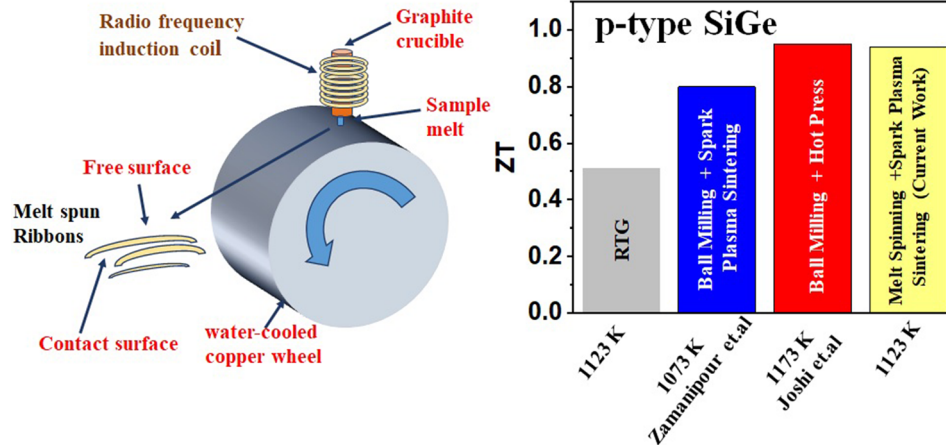 Radio frequency
induction coil
Graphite
crucible
Sample
melt
Free surface
Melt spun
Ribbons
Contact surface
water-cooled
copper wheel
p-type SiGe
ZT
1.0
0.8
0.6
0.4
0.2
0.0
RTG
Ball Milling + Spark
Plasma Sintering
Ball Milling + Hot Press
Melt Spinning +Spark Plasma
Sintering (Current Work)
1123 K
1073 K
Zamanipour et.al
1173 K
Joshi et.al
1123 K